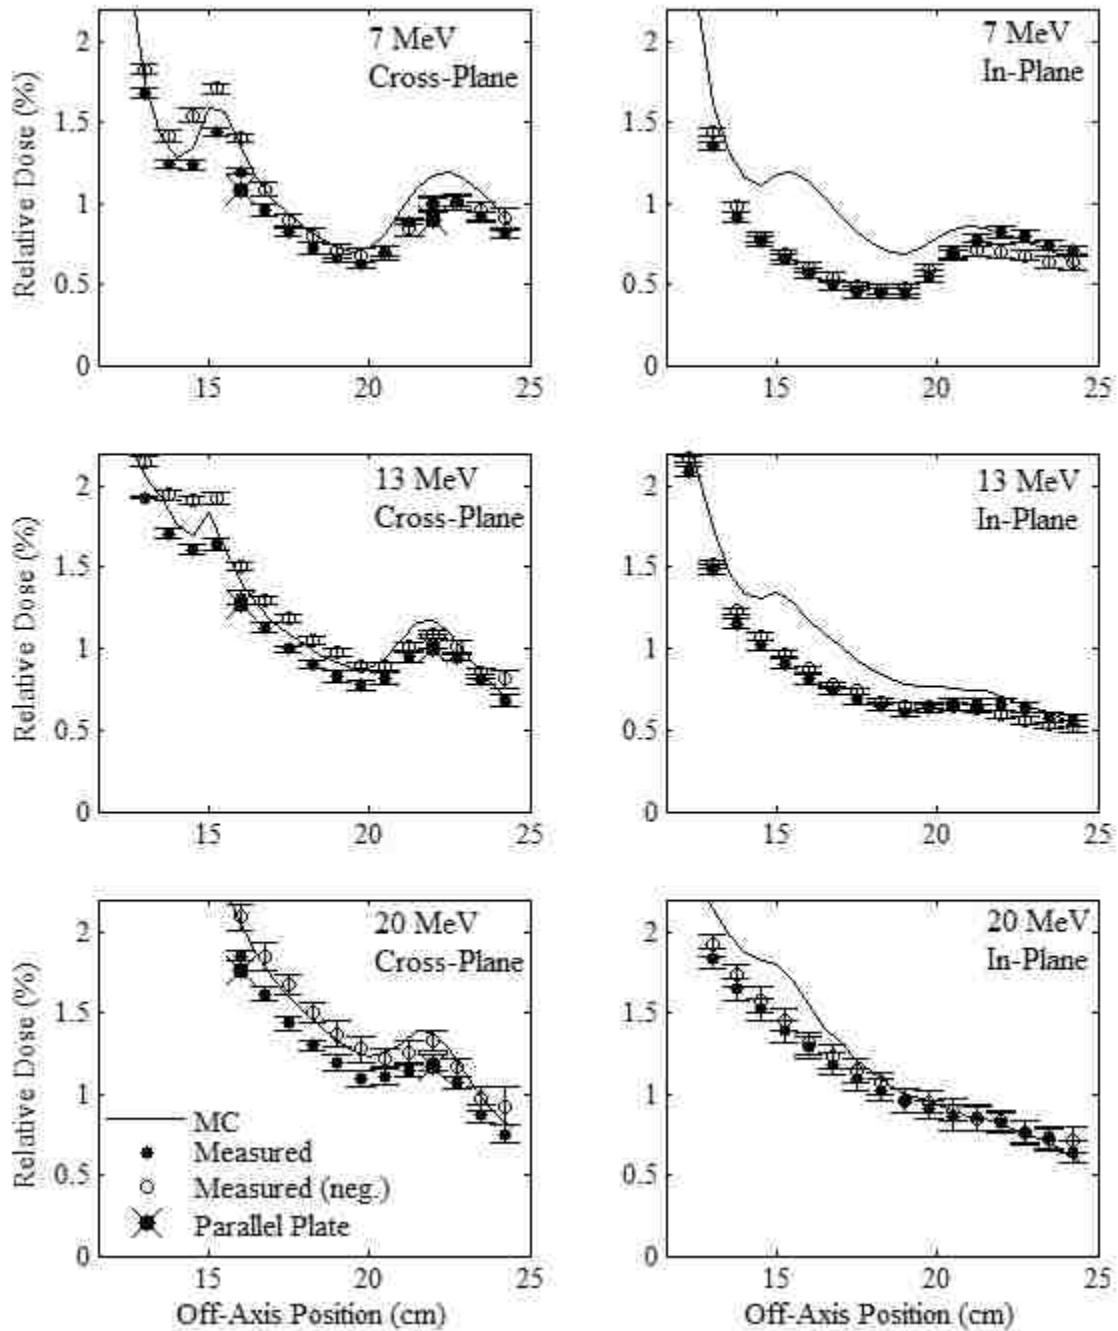 7 MeV
Cross-Plane
Relative Dose (%)
2
1.5
1
0.5
0
15
20
25
7 MeV
In-Plane
2
1.5
1
0.5
0
15
20
25
13 MeV
Cross-Plane
Relative Dose (%)
2
1.5
1
0.5
0
15
20
25
13 MeV
In-Plane
2
1.5
1
0.5
0
15
20
25
20 MeV
Cross-Plane
Relative Dose (%)
2
1.5
1
0.5
0
MC
Measured
Measured (neg.)
Parallel Plate
15
20
25
Off-Axis Position (cm)
20 MeV
In-Plane
2
1.5
1
0.5
0
15
20
25
Off-Axis Position (cm)